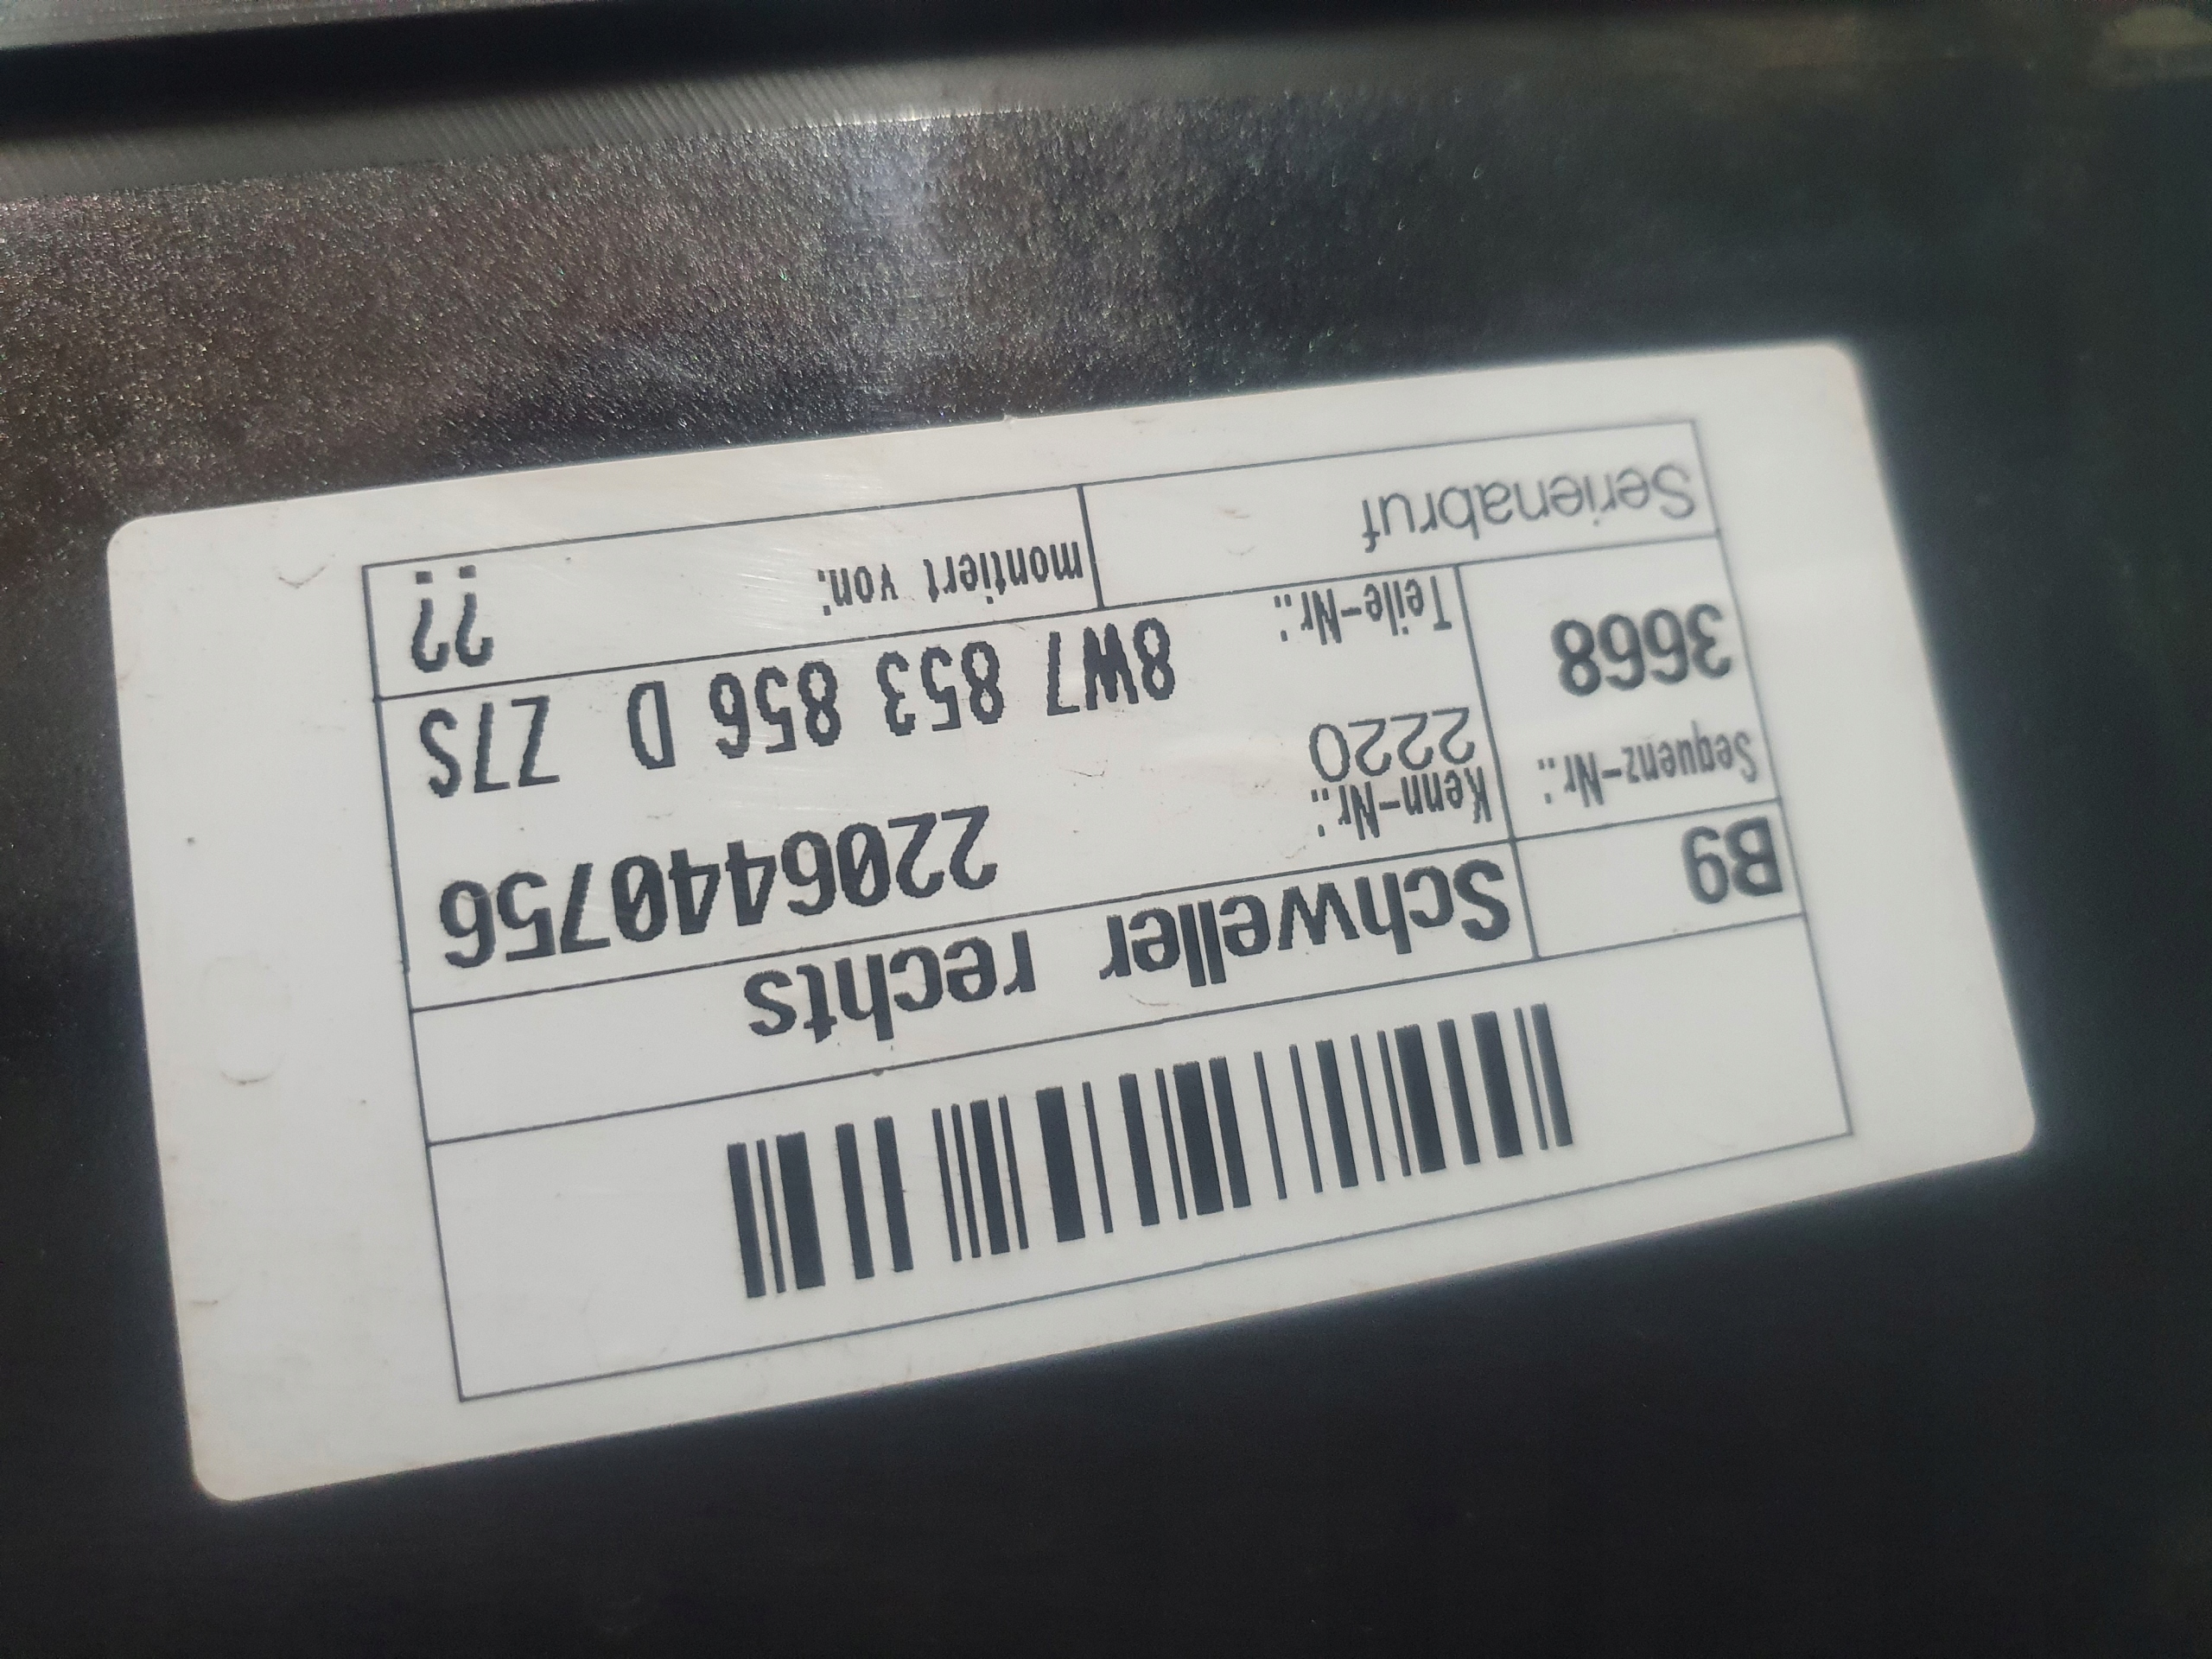 B9
Schweller rechts
Sequenz-Nr.:
3668
Kenn-Nr.:
2220
2206440756
Teile-Nr.:
8W7 853 856 D Z7S
Serienabruf
montiert von:
??